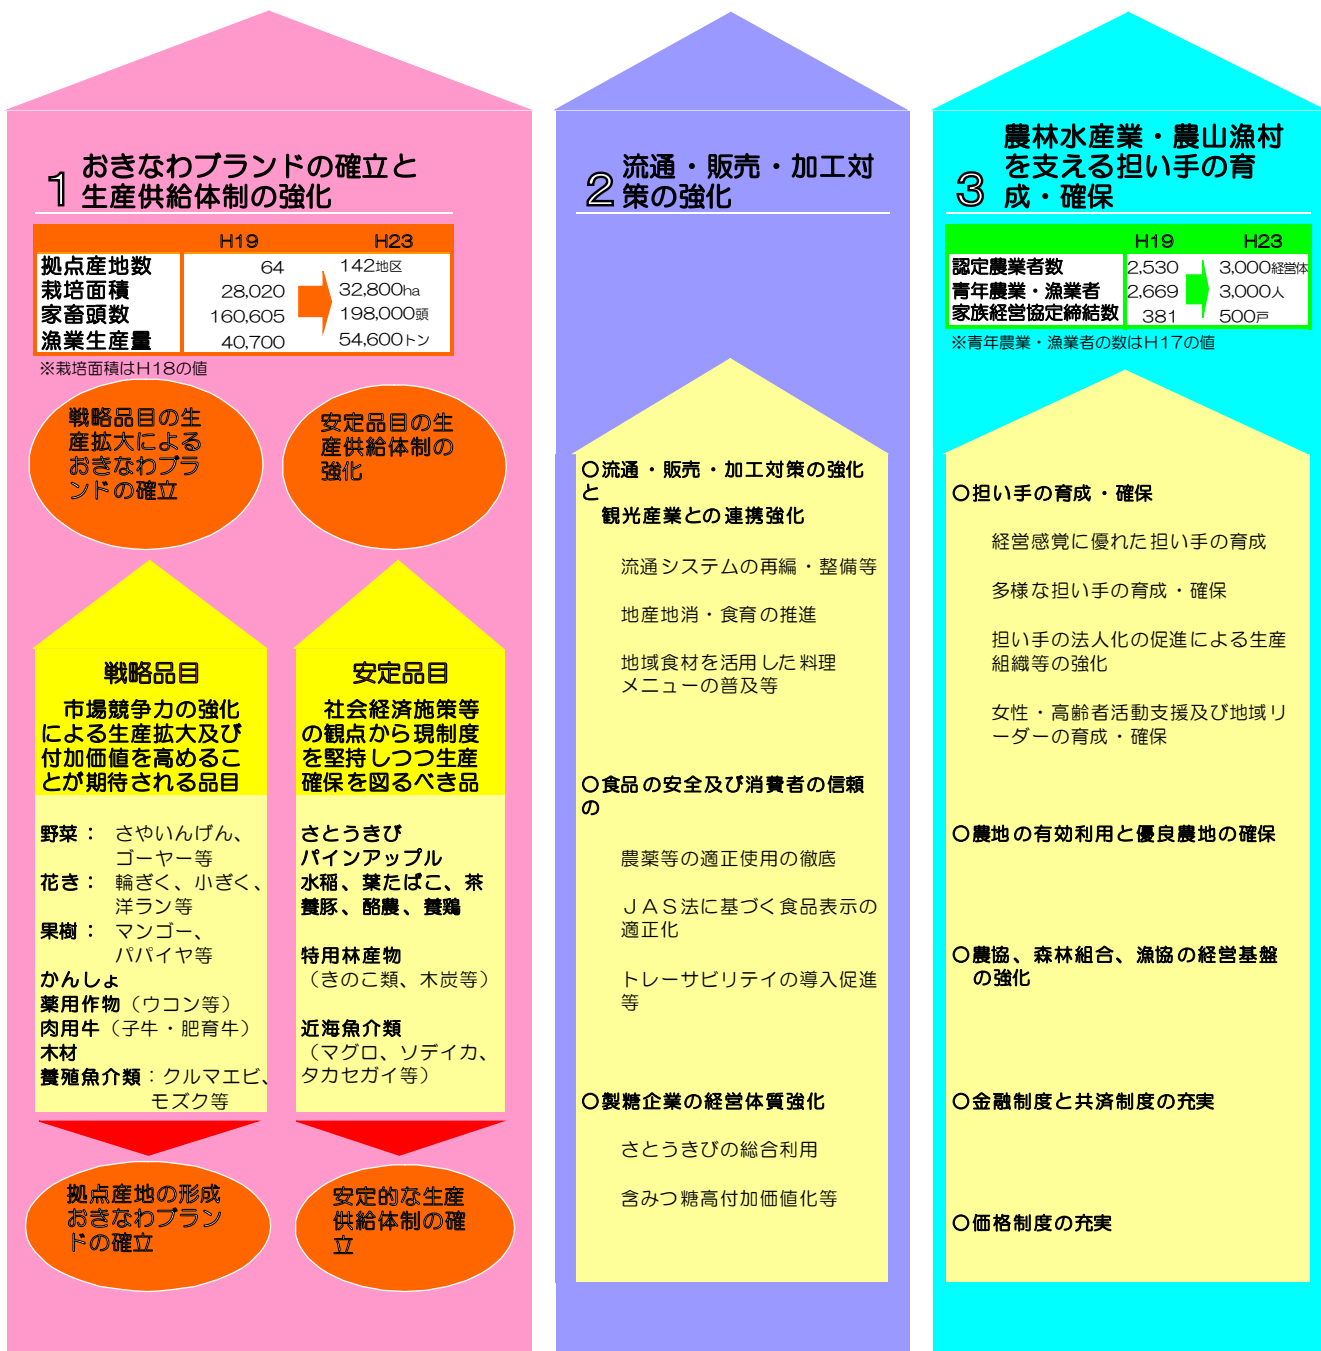 1
おきなわブランドの確立と
生産供給体制の強化
H19 H23
拠点産地数 64 142地区
栽培面積 28,020 32,800ha
家畜頭数 160,605 198,000頭
漁業生産量 40,700 54,600トン
※栽培面積はH18の値
戦略品目の生
産拡大による
おきなわブラ
ンドの確立
安定品目の生
産供給体制の
強化
戦略品目
市場競争力の強化
による生産拡大及び
付加価値を高めるこ
とが期待される品目
野菜： さやいんげん、
ゴーヤー等
花き： 輪ぎく、小ぎく、
洋ラン等
果樹： マンゴー、
パパイヤ等
かんしょ
薬用作物（ウコン等）
肉用牛（子牛・肥育牛）
木材
養殖魚介類：クルマエビ、
モズク等
拠点産地の形成
おきなわブラン
ドの確立
安定品目
社会経済施策等
の観点から現制度
を堅持しつつ生産
確保を図るべき品
さとうきび
パインアップル
水稲、葉たばこ、茶
養豚、酪農、養鶏
特用林産物
（きのこ類、木炭等）
近海魚介類
（マグロ、ソデイカ、
タカセガイ等）
安定的な生産
供給体制の確
立
2
流通・販売・加工対
策の強化
〇流通・販売・加工対策の強化
と
観光産業との連携強化
流通システムの再編・整備等
地産地消・食育の推進
地域食材を活用した料理
メニューの普及等
〇食品の安全及び消費者の信頼
の
農薬等の適正使用の徹底
ＪＡＳ法に基づく食品表示の
適正化
トレーサビリテイの導入促進
等
〇製糖企業の経営体質強化
さとうきびの総合利用
含みつ糖高付加価値化等
3
農林水産業・農山漁村
を支える担い手の育
成・確保
H19 H23
認定農業者数 2,530 3,000経営体
青年農業・漁業者 2,669 3,000人
家族経営協定締結数 381 500戸
※青年農業・漁業者の数はH17の値
〇担い手の育成・確保
経営感覚に優れた担い手の育成
多様な担い手の育成・確保
担い手の法人化の促進による生産
組織等の強化
女性・高齢者活動支援及び地域リ
ーダーの育成・確保
〇農地の有効利用と優良農地の確保
〇農協、森林組合、漁協の経営基盤
の強化
〇金融制度と共済制度の充実
〇価格制度の充実